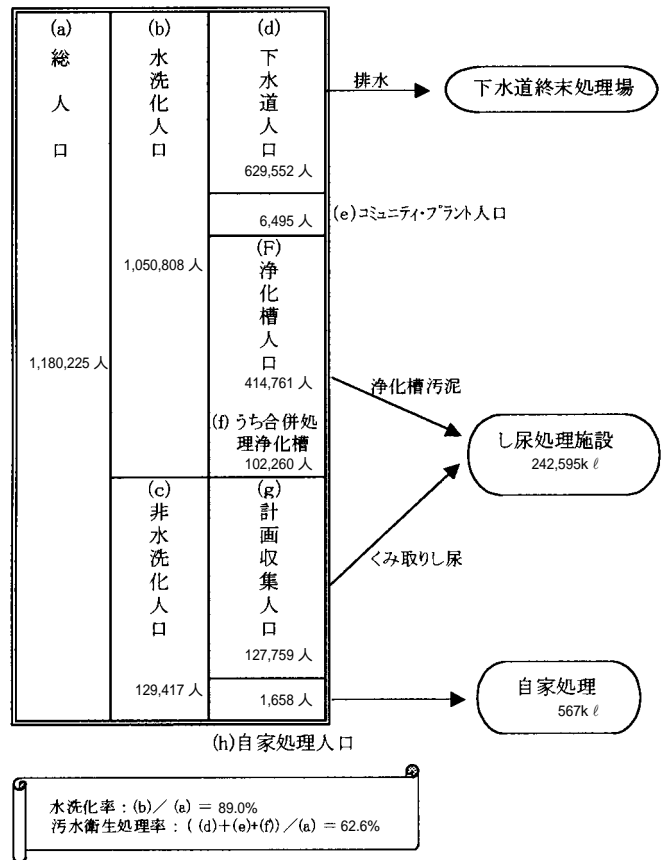 (a)
総人口
1,180,225 人
(b)
水洗化人口
1,050,808 人
(c)
非水洗化人口
129,417 人
(d)
下水道人口
629,552 人
6,495 人
(e)コミュニティ・プラント人口
(F)
浄化槽人口
414,761 人
(f) うち合併処
理浄化槽
102,260 人
(g)
計画収集人口
127,759 人
1,658 人
(h)自家処理人口
排水
下水道終末処理場
浄化槽汚泥
し尿処理施設
242,595k ℓ
くみ取りし尿
自家処理
567k ℓ
水洗化率 : (b)/ (a) = 89.0%
汚水衛生処理率 : ( (d)+(e)+(f)) /(a) = 62.6%